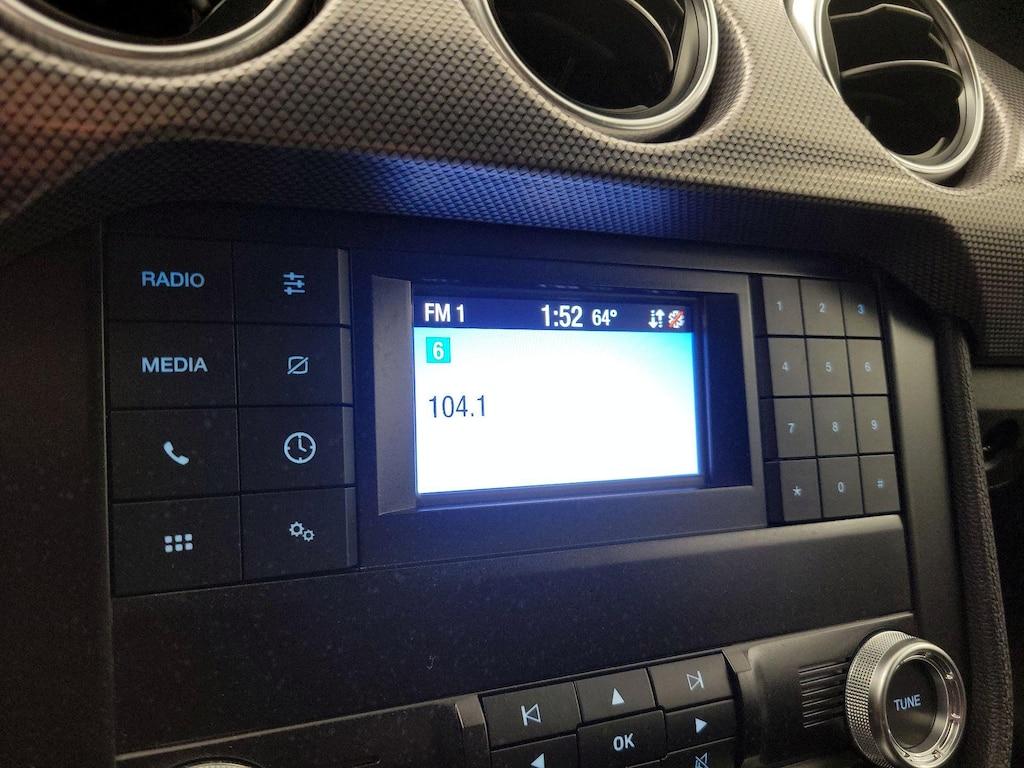 RADIO
MEDIA
FM 1 1:52 64°
6
104.1
1 2 3
4 5 6
7 8 9
* 0 #
OK
TUNE